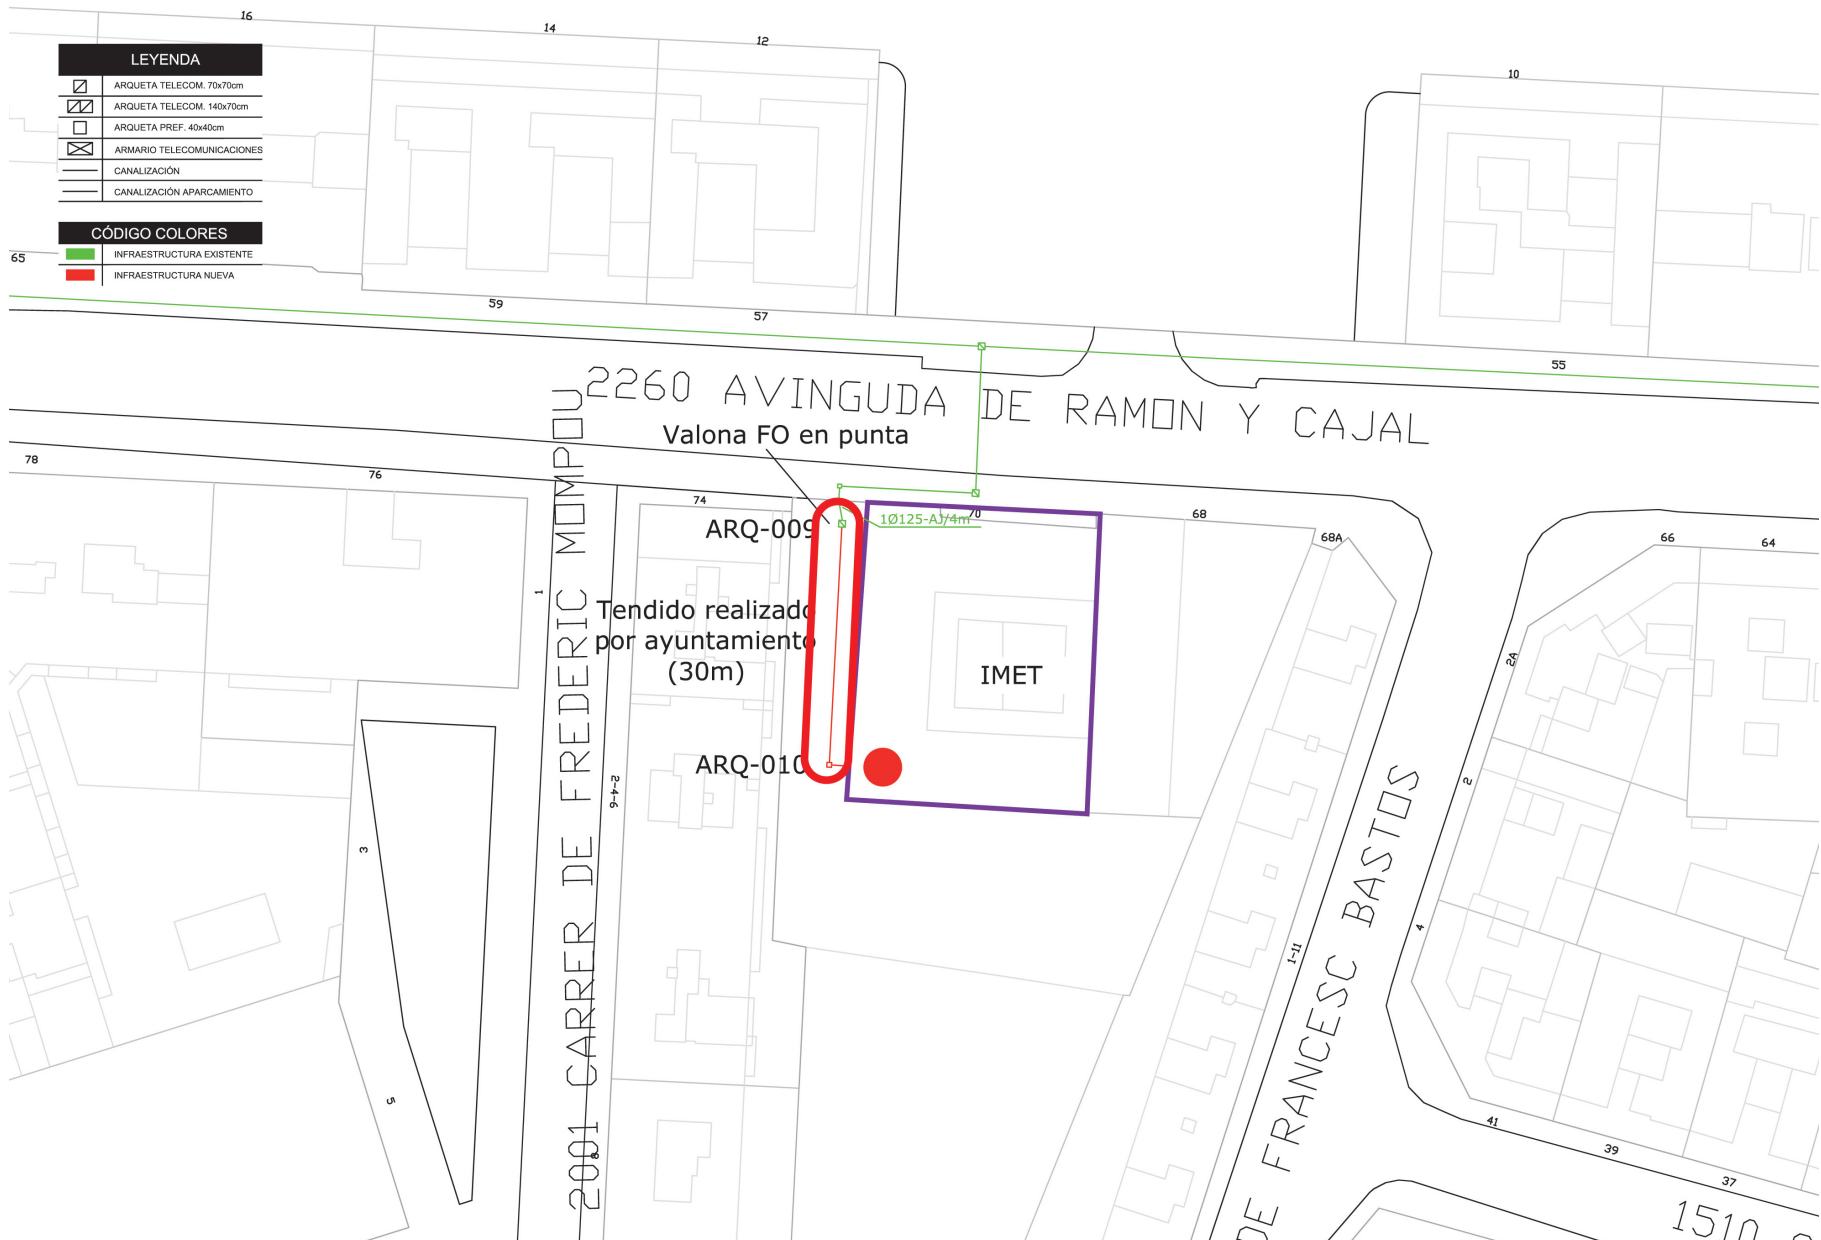 16
14
12
10
LEYENDA
ARQUETA TELECOM. 70x70cm
ARQUETA TELECOM. 140x70cm
ARQUETA PREF. 40x40cm
ARMARIO TELECOMUNICACIONES
CANALIZACIÓN
CANALIZACIÓN APARCAMIENTO
CÓDIGO COLORES
INFRAESTRUCTURA EXISTENTE
INFRAESTRUCTURA NUEVA
65
59
57
55
2260 AVINGUDA DE RAMON Y CAJAL
Valona FO en punta
78
76
74
70
68
68A
66
64
1Ø125-AJ/4m
ARQ-009
Tendido realizado
por ayuntamiento
(30m)
IMET
ARQ-010
1
2-4-6
3
5
8
2001 CARRER DE FREDERIC MOMPOU
2A
2
4
1-11
DE FRANCESC BASTOS
41
39
37
1510